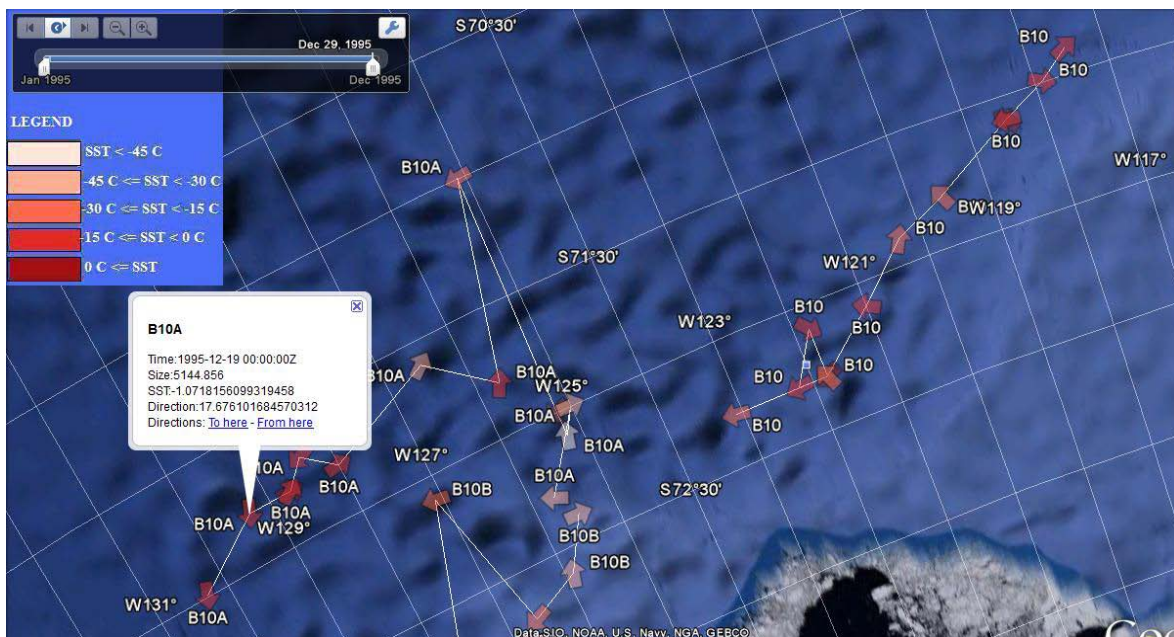 S70°30'
Dec 29, 1995
Jan 1995
Dec 1995
LEGEND
SST < -45 C
-45 C <= SST < -30 C
-30 C <= SST < -15 C
-15 C <= SST < 0 C
0 C <= SST
B10
B10
B10
W117°
B10A
W119°
B10
S71°30'
W121°
B10
W123°
B10
B10
B10
B10
B10A
Time:1995-12-19 00:00:00Z
Size:5144.856
SST:-1.0718156099319458
Direction:17.676101684570312
Directions: To here - From here
B10A
W125°
B10A
B10A
W127°
B10A
B10A
B10A
B10B
S72°30'
B10A
B10A
W129°
B10B
B10B
W131°
B10A
Data SIO, NOAA, U.S. Navy, NGA, GEBCO